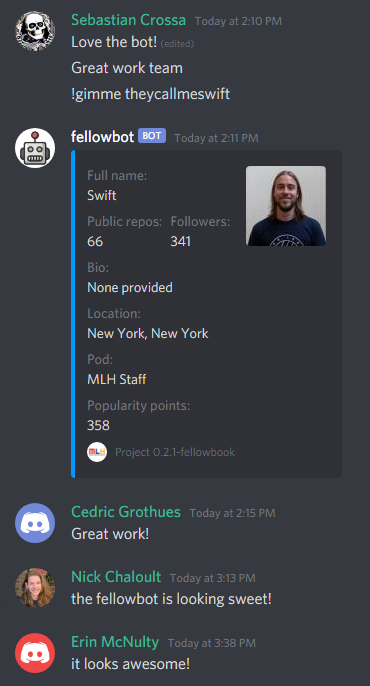 Sebastian Crossa Today at 2:10 PM
Love the bot! (edited)
Great work team
!gimme theycallmeswift
fellowbot BOT Today at 2:11 PM
Full name:
Swift
Public repos: Followers:
66 341
Bio:
None provided
Location:
New York, New York
Pod:
MLH Staff
Popularity points:
358
MLH Project 0.2.1-fellowbook
Cedric Grothues Today at 2:15 PM
Great work!
Nick Chaloult Today at 3:13 PM
the fellowbot is looking sweet!
Erin McNulty Today at 3:38 PM
it looks awesome!